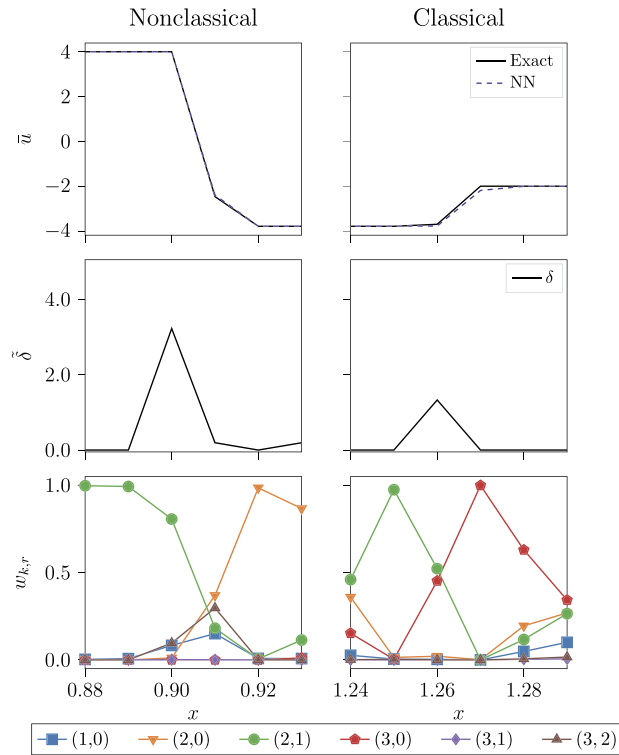 Nonclassical Classical
4
2
0
−2
−4
ū
Exact
NN
4.0
2.0
0.0
δ̃
δ
1.0
0.5
0.0
w_{k,r}
0.88 0.90 0.92 1.24 1.26 1.28
x x
(1,0) (2,0) (2,1) (3,0) (3,1) (3,2)